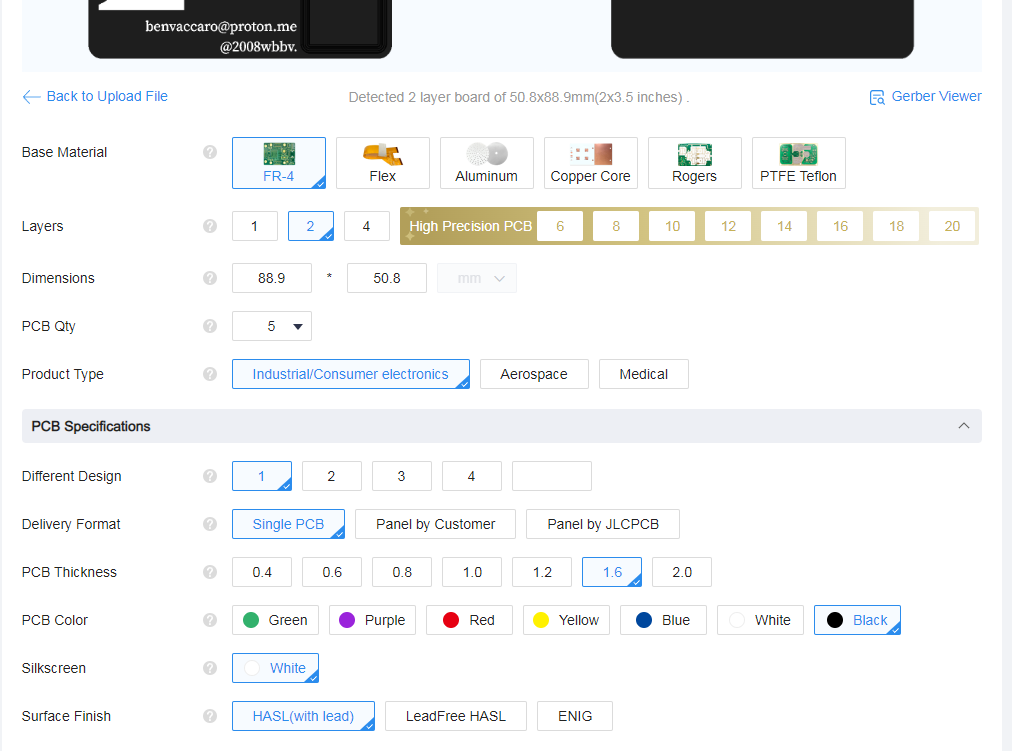 benvaccaro@proton.me
@2008wbbv.
Back to Upload File
Detected 2 layer board of 50.8x88.9mm(2x3.5 inches) .
Gerber Viewer
Base Material ?
FR-4 Flex Aluminum Copper Core Rogers PTFE Teflon
Layers ? 1 2 4 High Precision PCB 6 8 10 12 14 16 18 20
Dimensions ? 88.9 * 50.8 mm
PCB Qty ? 5
Product Type ? Industrial/Consumer electronics Aerospace Medical
PCB Specifications
Different Design ? 1 2 3 4
Delivery Format ? Single PCB Panel by Customer Panel by JLCPCB
PCB Thickness ? 0.4 0.6 0.8 1.0 1.2 1.6 2.0
PCB Color ? Green Purple Red Yellow Blue White Black
Silkscreen ? White
Surface Finish ? HASL(with lead) LeadFree HASL ENIG